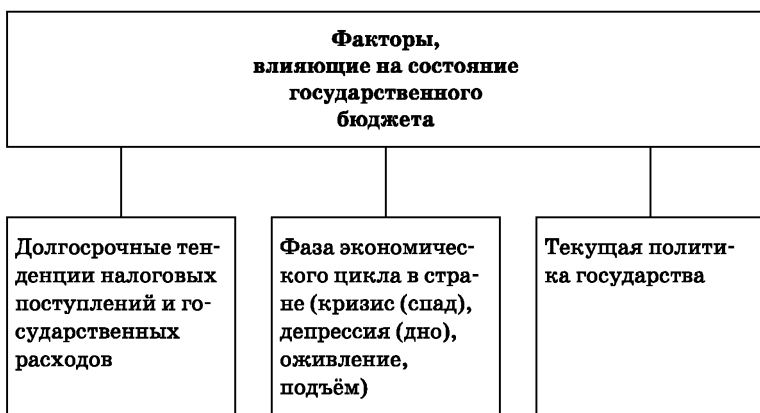 Факторы,
влияющие на состояние
государственного
бюджета
Долгосрочные тен-
денции налоговых
поступлений и го-
сударственных
расходов
Фаза экономичес-
кого цикла в стра-
не (кризис (спад),
депрессия (дно),
оживление,
подъём)
Текущая полити-
ка государства